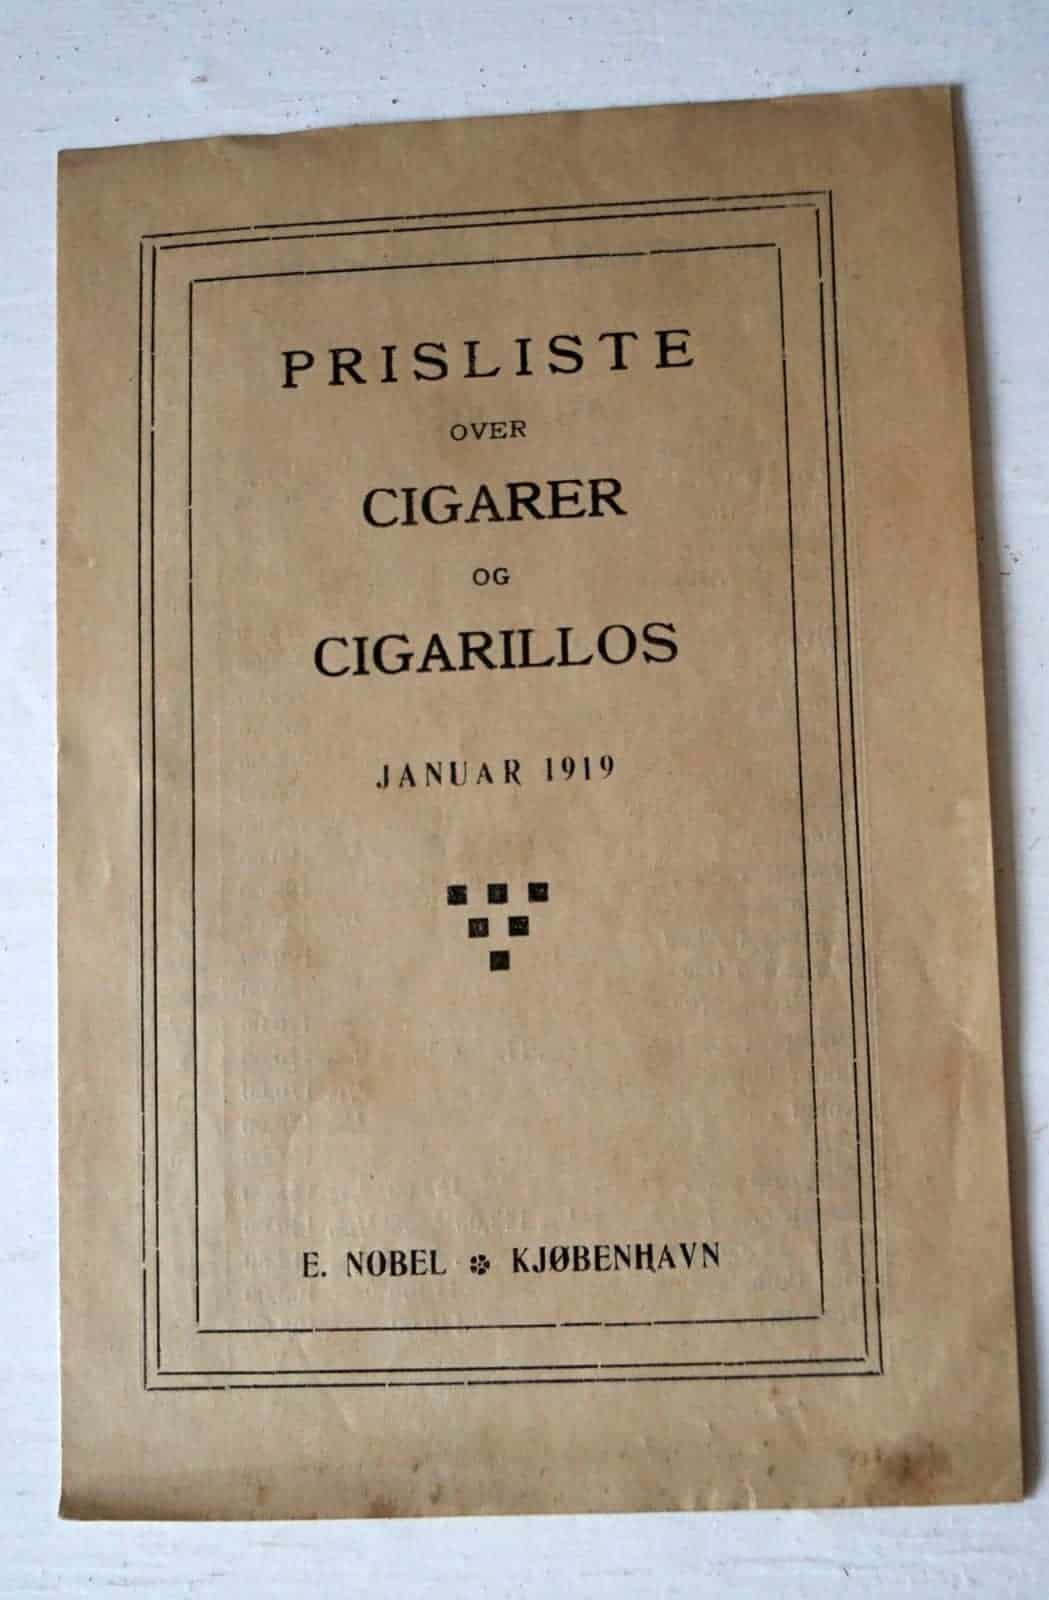 PRISLISTE
OVER
CIGARER
OG
CIGARILLOS
JANUAR 1919
E. NOBEL KJØBENHAVN